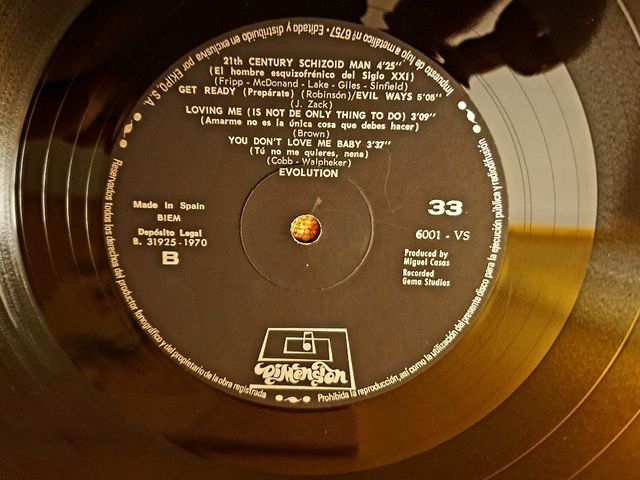 Editado y distribuido en exclusiva por EKIPO, S.A.
Impuesto de lujo a metálico n.º 6757
21th CENTURY SCHIZOID MAN 4'25"
(El hombre esquizofrénico del Siglo XXI)
(Fripp - McDonand - Lake - Giles - Sinfield)
GET READY (Prepárate) (Robinsón)/EVIL WAYS 5'05"
(J. Zack)
LOVING ME (IS NOT DE ONLY THING TO DO) 3'09"
(Amarme no es la única cosa que debes hacer)
(Brown)
YOU DON'T LOVE ME BABY 3'37"
(Tú no me quieres, nena)
(Cobb - Walpheker)
EVOLUTION
Made In Spain
BIEM
Depósito Legal
B. 31925-1970
B
33
6001 - VS
Produced by
Miguel Casas
Recorded
Gema Studios
DiMension
Reservados todos los derechos del productor fonográfico y del propietario de la obra registrada
Prohibida la reproducción, así como la utilización del presente disco para la ejecución pública y radiodifusión